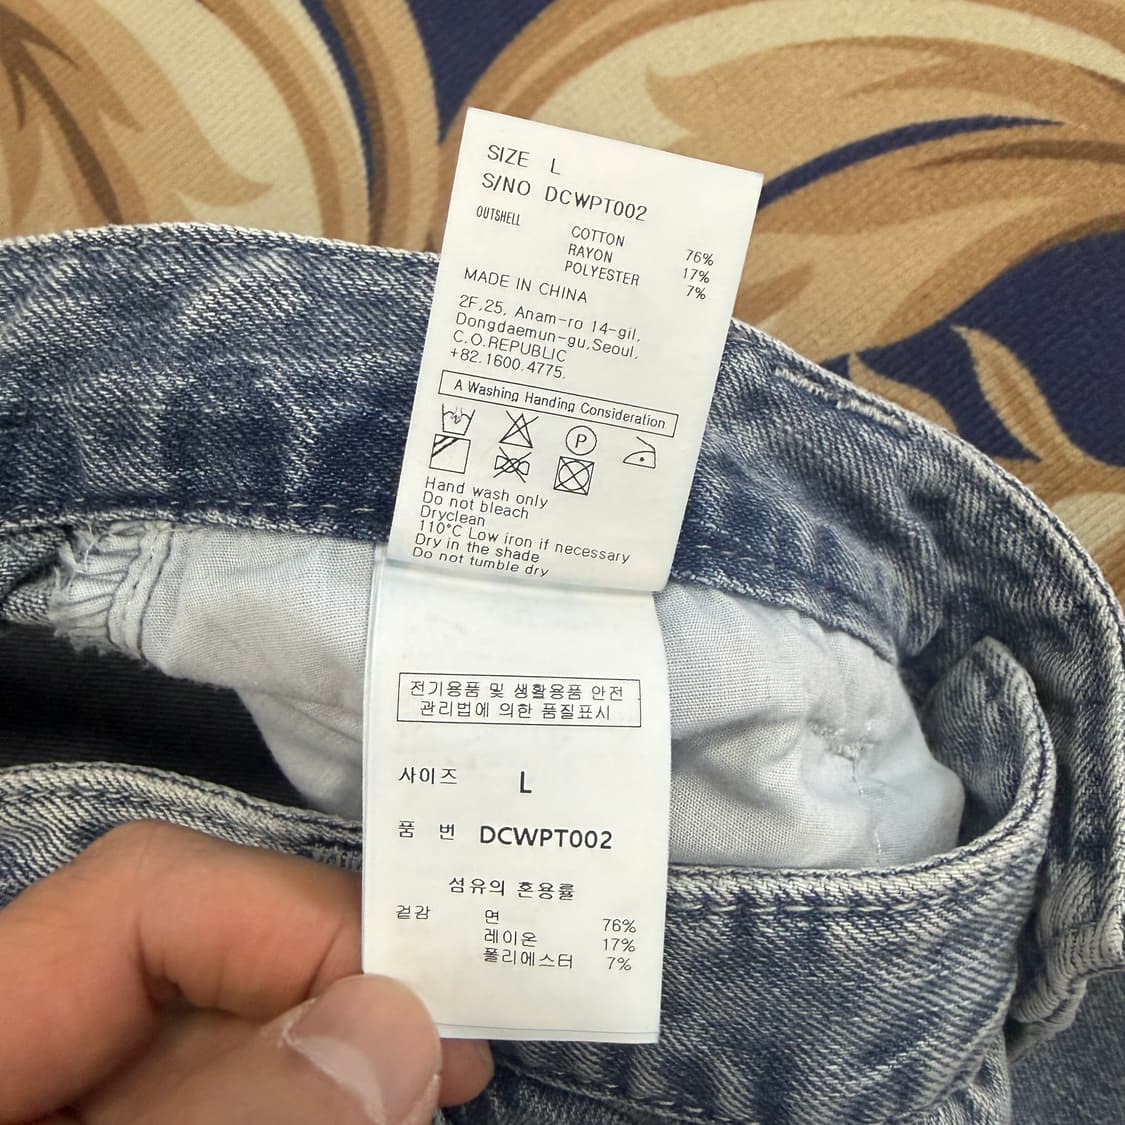 SIZE L
S/NO DCWPT002
OUTSHELL
COTTON 76%
RAYON 17%
POLYESTER 7%
MADE IN CHINA
2F,25, Anam-ro 14-gil,
Dongdaemun-gu,Seoul,
C.O.REPUBLIC
+82.1600.4775.
A Washing Handing Consideration
P
Hand wash only
Do not bleach
Dryclean
110°C Low iron if necessary
Dry in the shade
Do not tumble dry
전기용품 및 생활용품 안전
관리법에 의한 품질표시
사이즈 L
품 번 DCWPT002
섬유의 혼용률
겉감 면 76%
레이온 17%
폴리에스터 7%